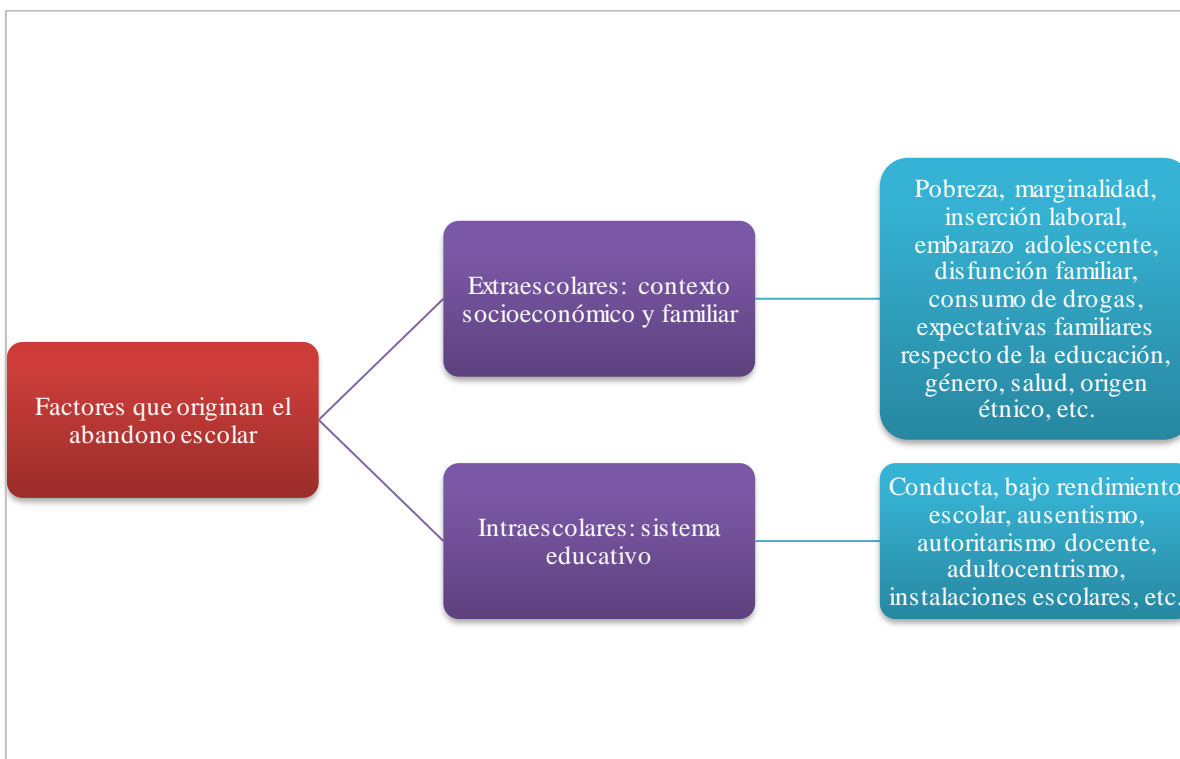 Factores que originan el
abandono escolar
Extraescolares: contexto
socioeconómico y familiar
Pobreza, marginalidad,
inserción laboral,
embarazo adolescente,
disfunción familiar,
consumo de drogas,
expectativas familiares
respecto de la educación,
género, salud, origen
étnico, etc.
Intraescolares: sistema
educativo
Conducta, bajo rendimiento
escolar, ausentismo,
autoritarismo docente,
adultocentrismo,
instalaciones escolares, etc.